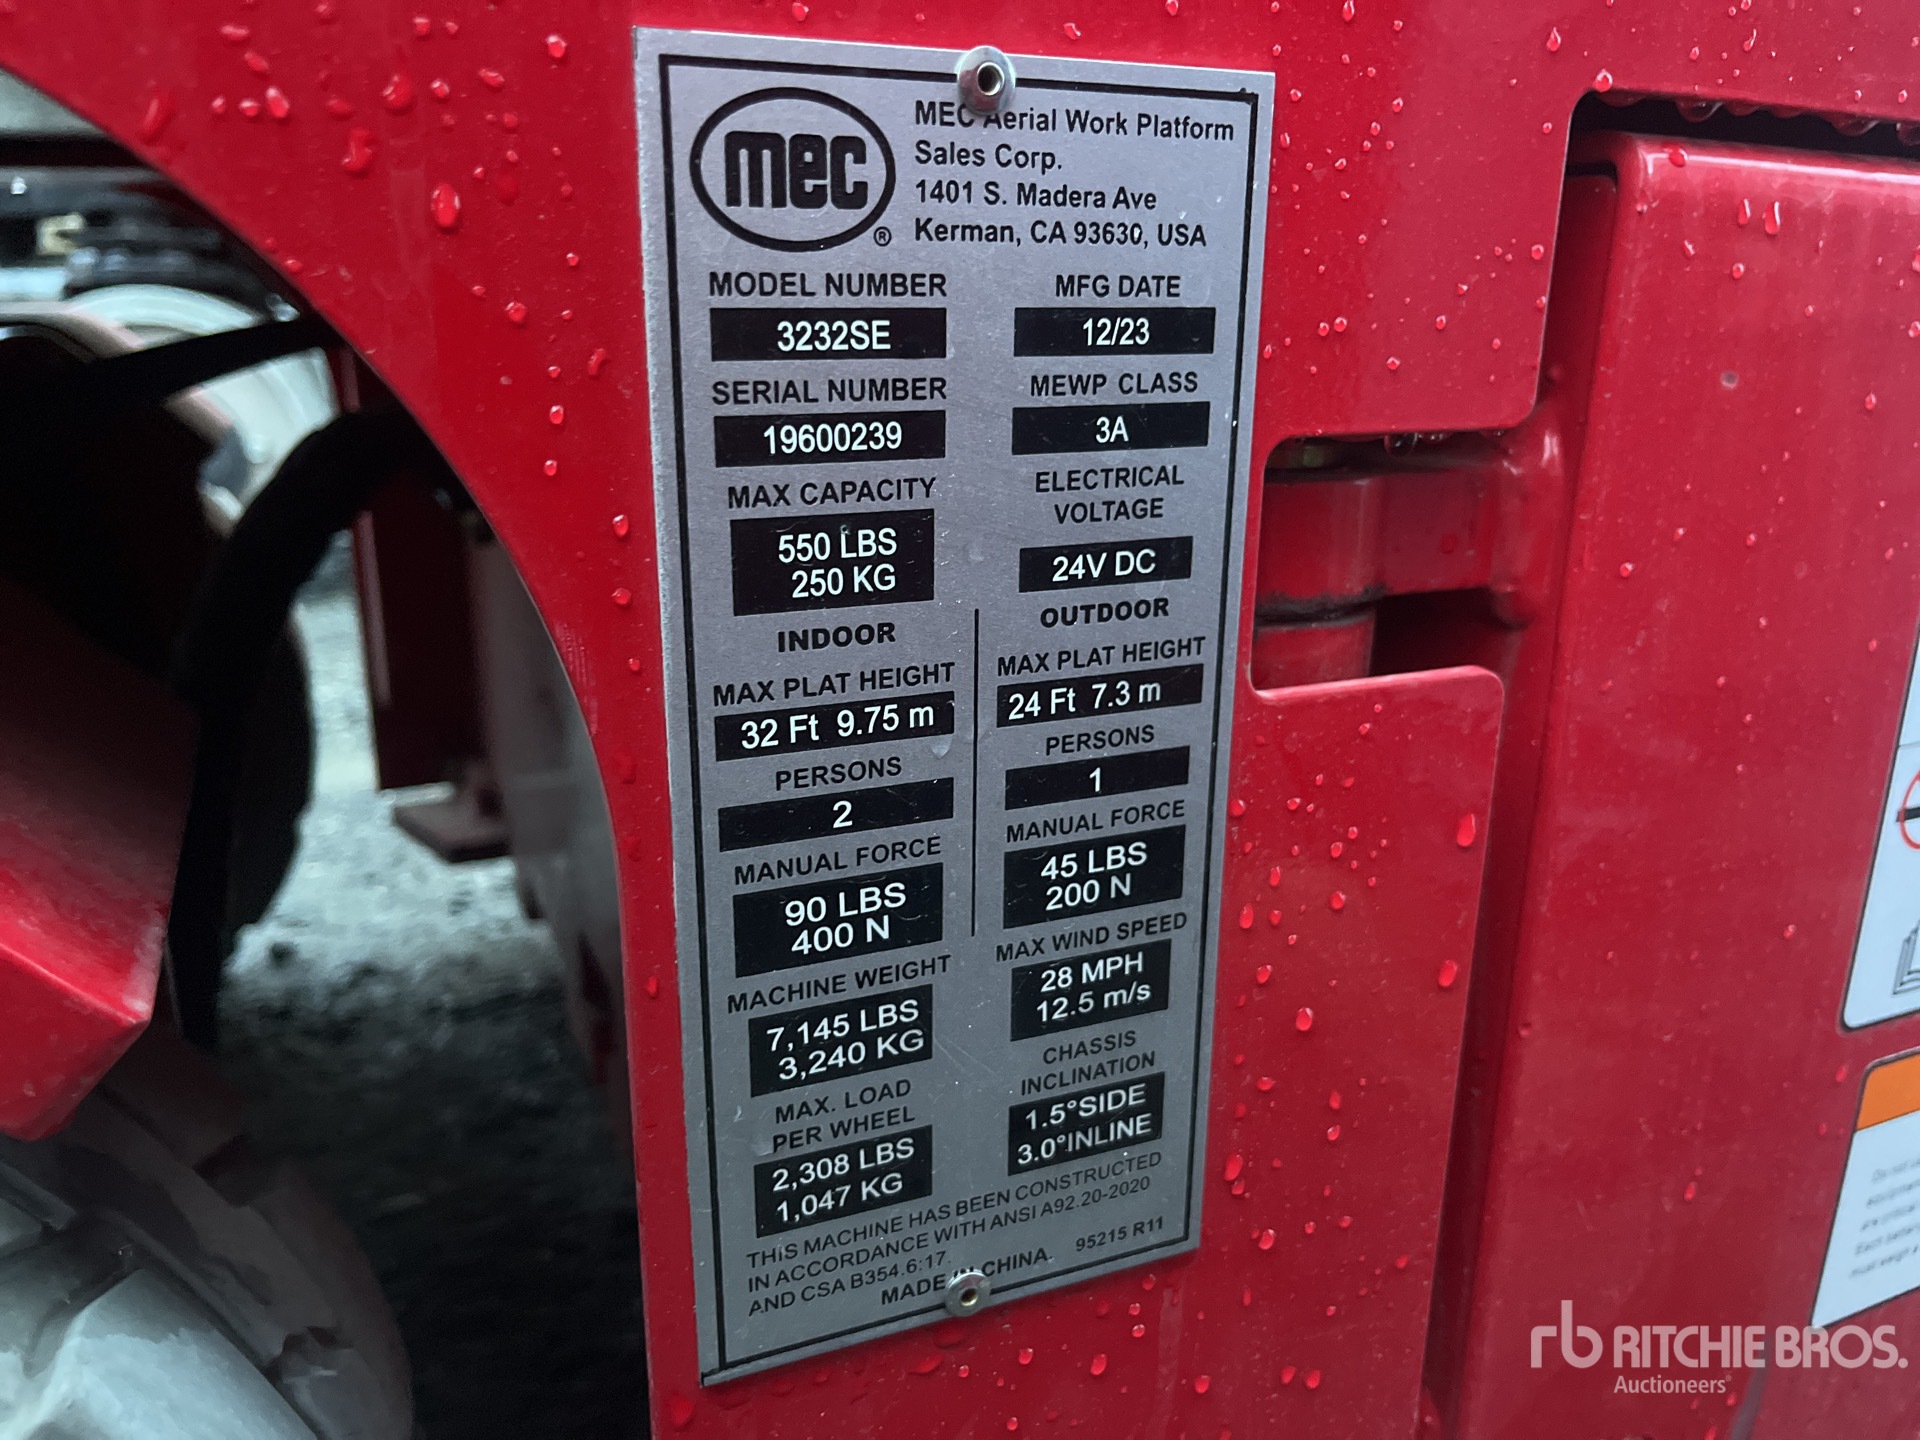 mec
®
MEC Aerial Work Platform
Sales Corp.
1401 S. Madera Ave
Kerman, CA 93630, USA
MODEL NUMBER
3232SE
MFG DATE
12/23
SERIAL NUMBER
19600239
MEWP CLASS
3A
MAX CAPACITY
550 LBS
250 KG
ELECTRICAL
VOLTAGE
24V DC
INDOOR
MAX PLAT HEIGHT
32 Ft 9.75 m
PERSONS
2
MANUAL FORCE
90 LBS
400 N
OUTDOOR
MAX PLAT HEIGHT
24 Ft 7.3 m
PERSONS
1
MANUAL FORCE
45 LBS
200 N
MACHINE WEIGHT
7,145 LBS
3,240 KG
MAX WIND SPEED
28 MPH
12.5 m/s
MAX. LOAD
PER WHEEL
2,308 LBS
1,047 KG
CHASSIS
INCLINATION
1.5°SIDE
3.0°INLINE
THIS MACHINE HAS BEEN CONSTRUCTED
IN ACCORDANCE WITH ANSI A92.20-2020
AND CSA B354.6:17.
MADE IN CHINA. 95215 R11
rb RITCHIE BROS.
Auctioneers